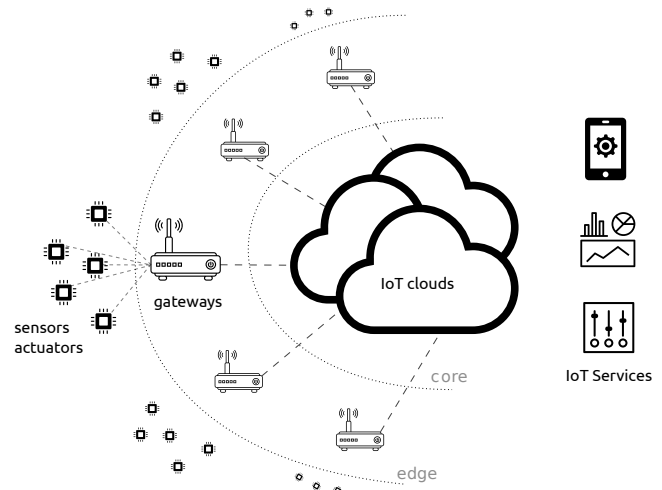 IoT clouds
gateways
sensors
actuators
core
IoT Services
edge